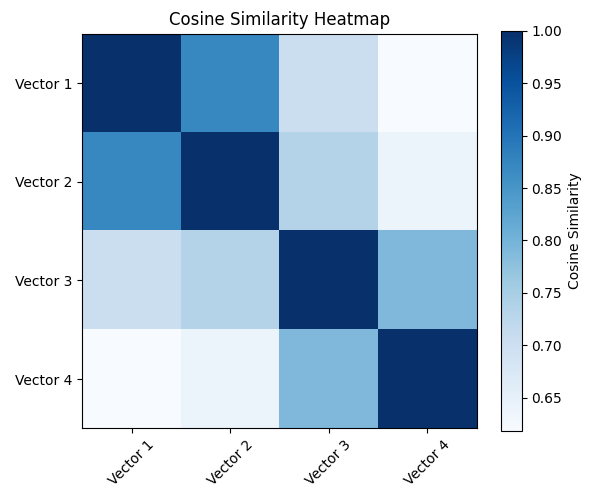 Cosine Similarity Heatmap
Vector 1
Vector 2
Vector 3
Vector 4
Vector 1
Vector 2
Vector 3
Vector 4
1.00
0.95
0.90
0.85
0.80
0.75
0.70
0.65
Cosine Similarity